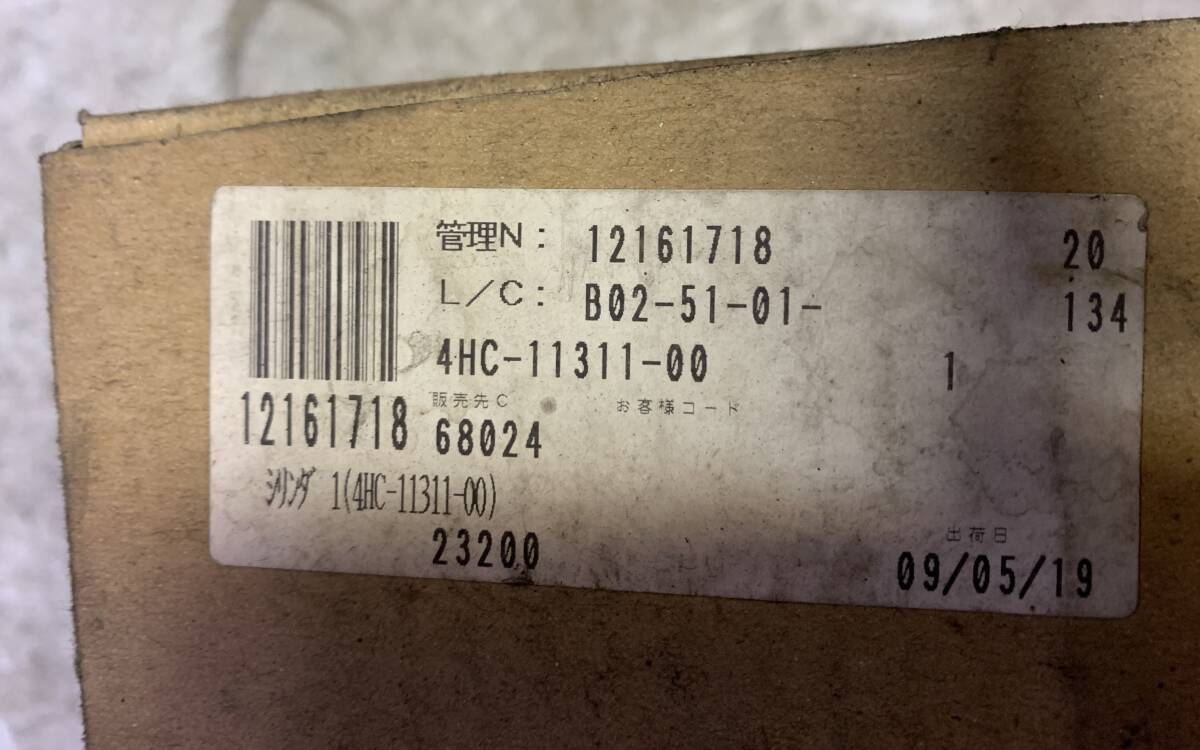 管理N: 12161718 20
L/C: B02-51-01- 134
4HC-11311-00 1
販売先C お客様コード
12161718 68024
シリンダ 1(4HC-11311-00)
23200 出荷日
09/05/19